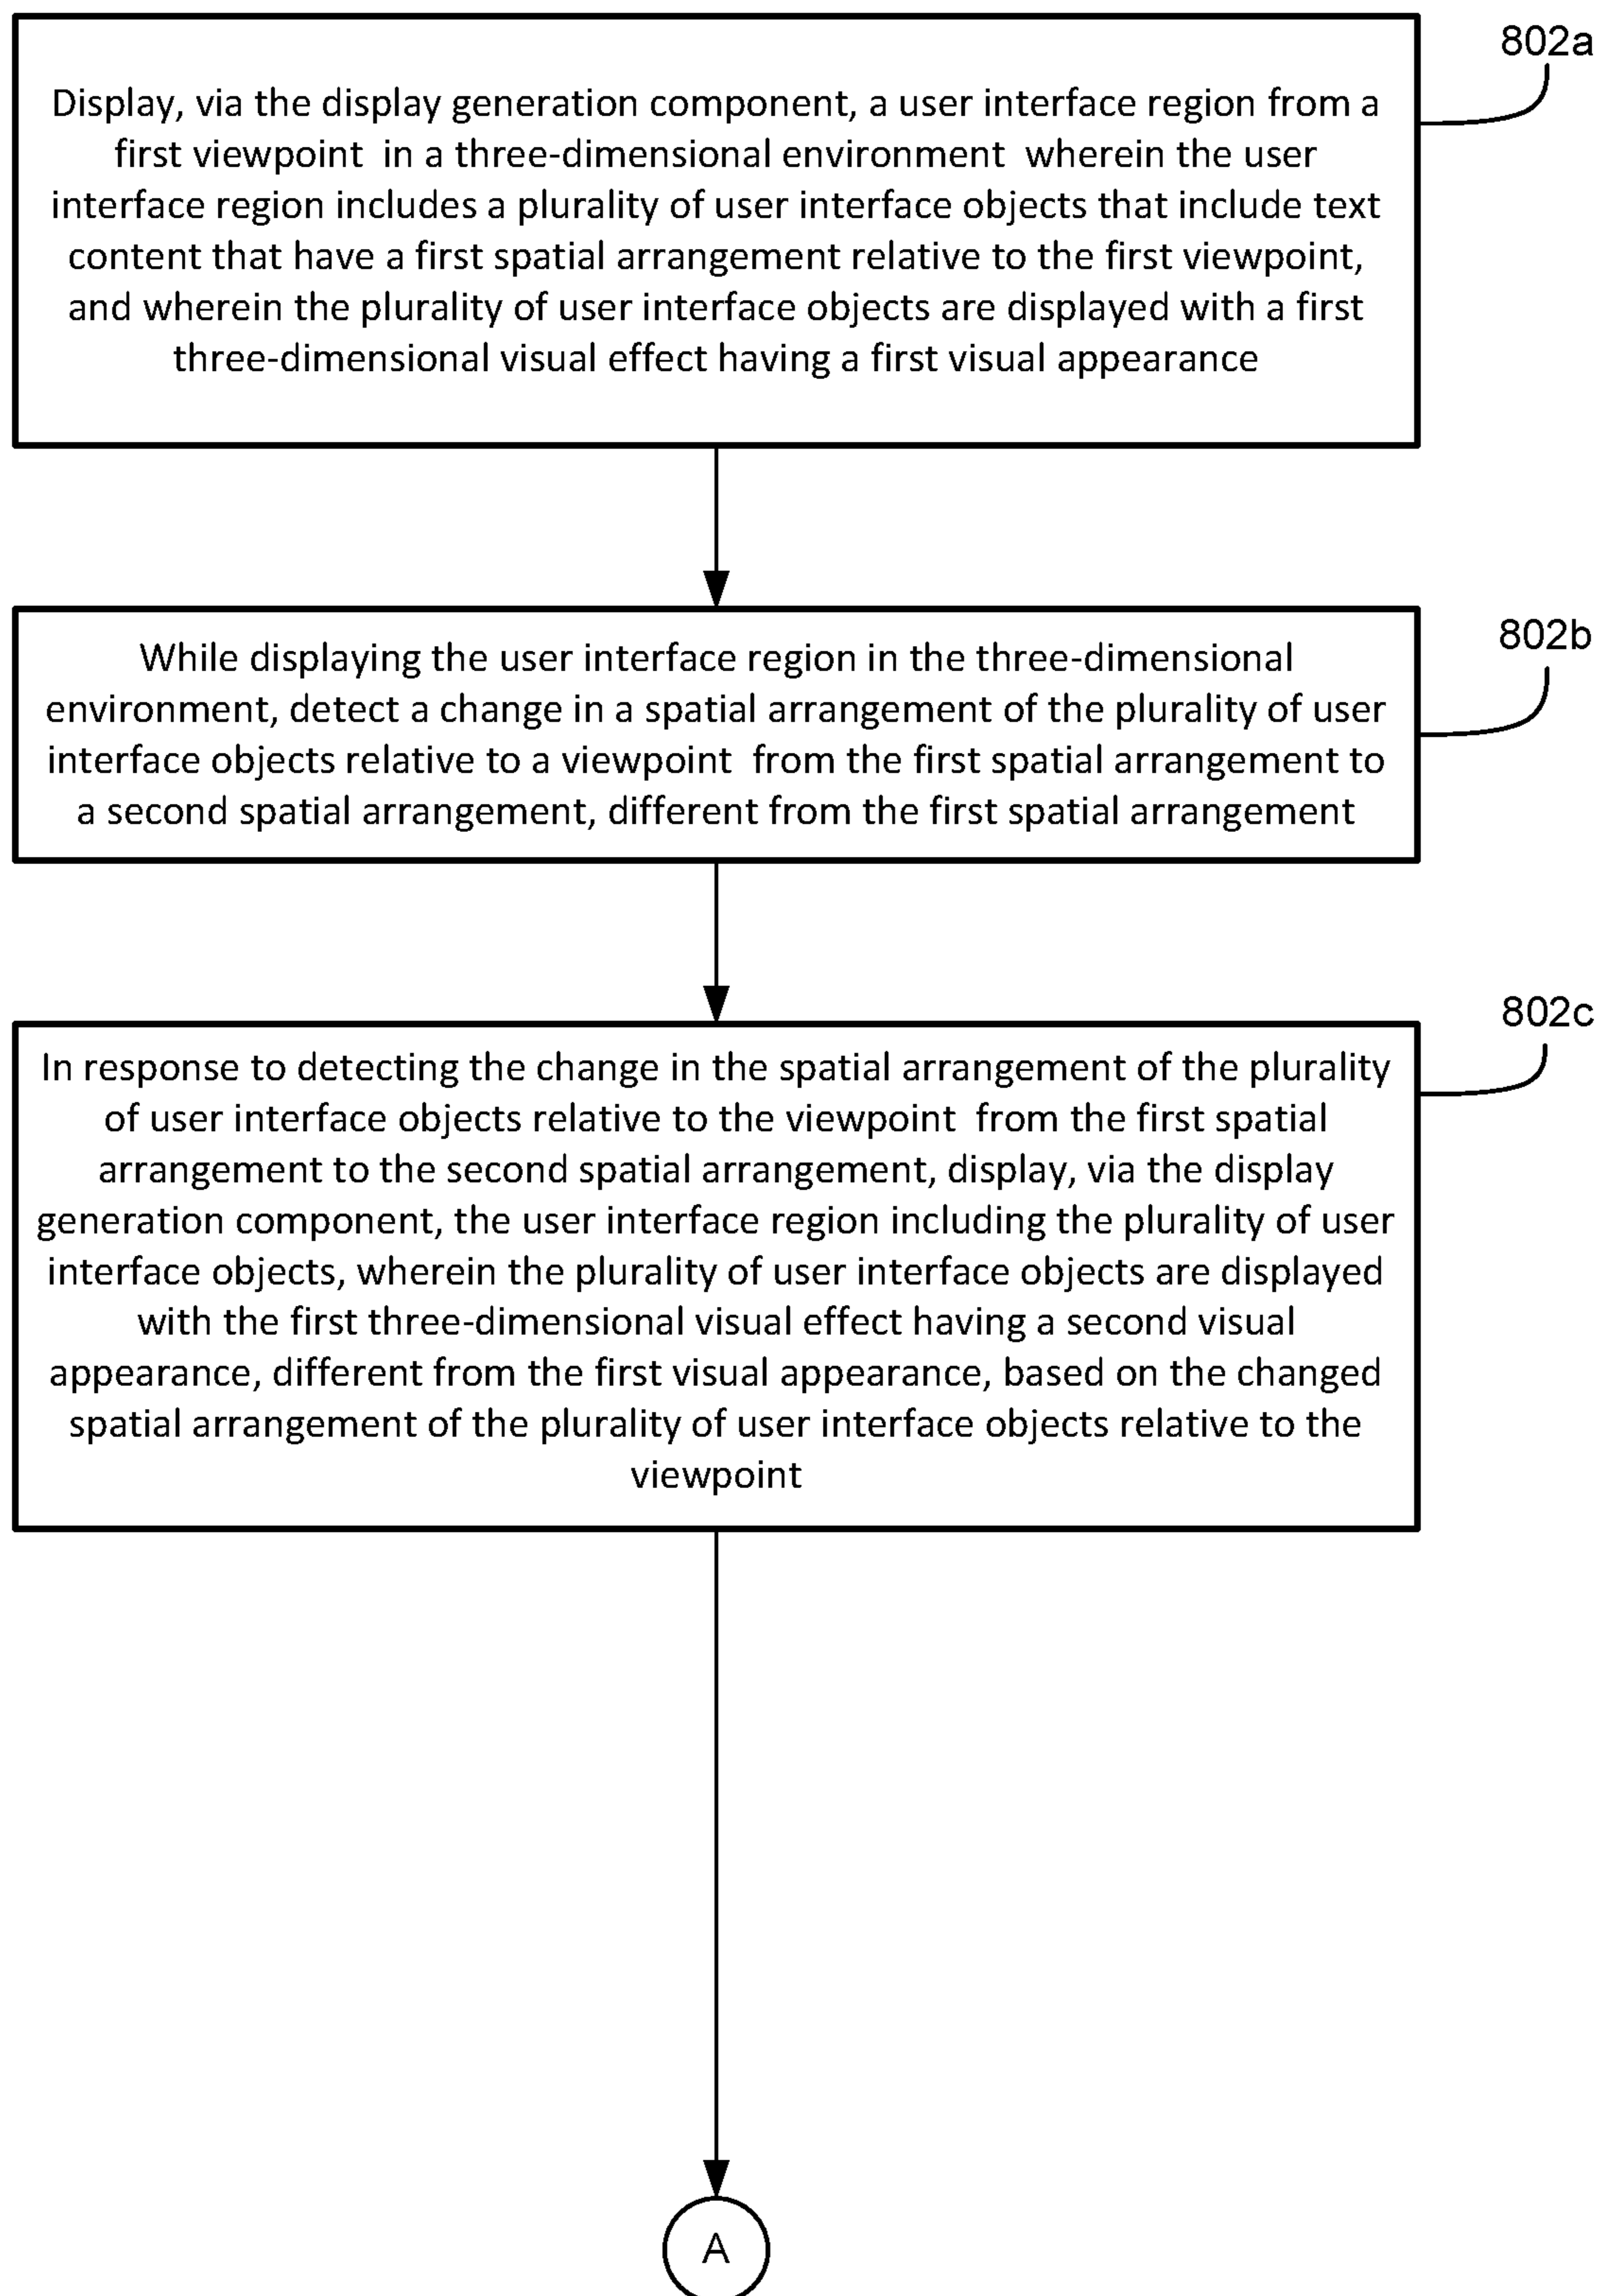 802a
Display, via the display generation component, a user interface region from a
first viewpoint in a three-dimensional environment wherein the user
interface region includes a plurality of user interface objects that include text
content that have a first spatial arrangement relative to the first viewpoint,
and wherein the plurality of user interface objects are displayed with a first
three-dimensional visual effect having a first visual appearance
802b
While displaying the user interface region in the three-dimensional
environment, detect a change in a spatial arrangement of the plurality of user
interface objects relative to a viewpoint from the first spatial arrangement to
a second spatial arrangement, different from the first spatial arrangement
802c
In response to detecting the change in the spatial arrangement of the plurality
of user interface objects relative to the viewpoint from the first spatial
arrangement to the second spatial arrangement, display, via the display
generation component, the user interface region including the plurality of user
interface objects, wherein the plurality of user interface objects are displayed
with the first three-dimensional visual effect having a second visual
appearance, different from the first visual appearance, based on the changed
spatial arrangement of the plurality of user interface objects relative to the
viewpoint
A